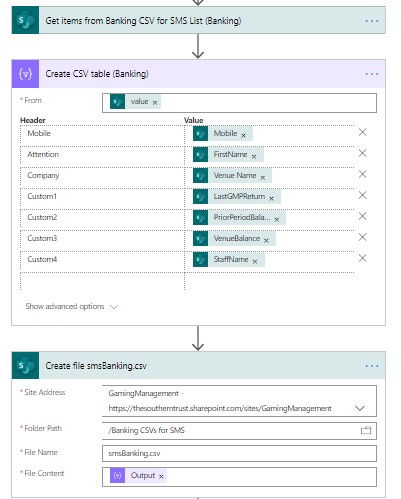 Get items from Banking CSV for SMS List (Banking)
Create CSV table (Banking)
* From value x
Header Value
Mobile Mobile x
Attention FirstName x
Company Venue Name x
Custom1 LastGMPReturn x
Custom2 PriorPeriodBala... x
Custom3 VenueBalance x
Custom4 StaffName x
Show advanced options
Create file smsBanking.csv
* Site Address GamingManagement -
https://thesoutherntrust.sharepoint.com/sites/GamingManagement
* Folder Path /Banking CSVs for SMS
* File Name smsBanking.csv
* File Content Output x